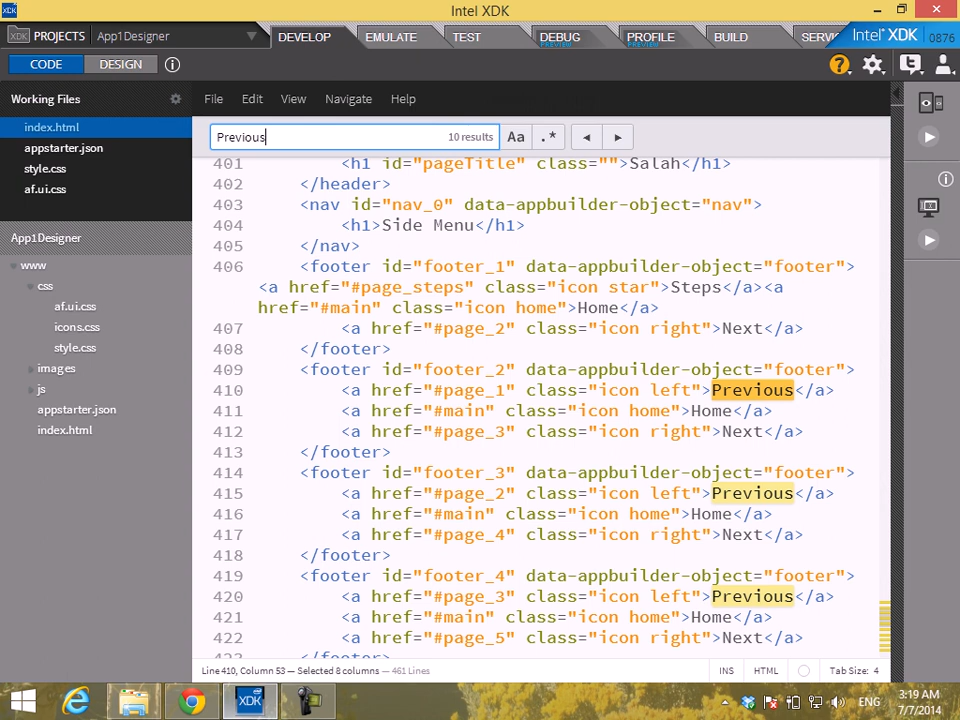 Intel XDK
PROJECTS App1Designer DEVELOP EMULATE TEST DEBUG PREVIEW PROFILE PREVIEW BUILD SERVI Intel® XDK 0876
CODE DESIGN
Working Files File Edit View Navigate Help
index.html Previous 10 results Aa .*
appstarter.json
style.css
af.ui.css
App1Designer
www
css
af.ui.css
icons.css
style.css
images
js
appstarter.json
index.html
401 <h1 id="pageTitle" class="">Salah</h1>
402 </header>
403 <nav id="nav_0" data-appbuilder-object="nav">
404 <h1>Side Menu</h1>
405 </nav>
406 <footer id="footer_1" data-appbuilder-object="footer">
<a href="#page_steps" class="icon star">Steps</a><a
href="#main" class="icon home">Home</a>
407 <a href="#page_2" class="icon right">Next</a>
408 </footer>
409 <footer id="footer_2" data-appbuilder-object="footer">
410 <a href="#page_1" class="icon left">Previous</a>
411 <a href="#main" class="icon home">Home</a>
412 <a href="#page_3" class="icon right">Next</a>
413 </footer>
414 <footer id="footer_3" data-appbuilder-object="footer">
415 <a href="#page_2" class="icon left">Previous</a>
416 <a href="#main" class="icon home">Home</a>
417 <a href="#page_4" class="icon right">Next</a>
418 </footer>
419 <footer id="footer_4" data-appbuilder-object="footer">
420 <a href="#page_3" class="icon left">Previous</a>
421 <a href="#main" class="icon home">Home</a>
422 <a href="#page_5" class="icon right">Next</a>
</footer>
Line 410, Column 53 — Selected 8 columns — 461 Lines INS HTML Tab Size: 4
XDK ENG 3:19 AM
7/7/2014